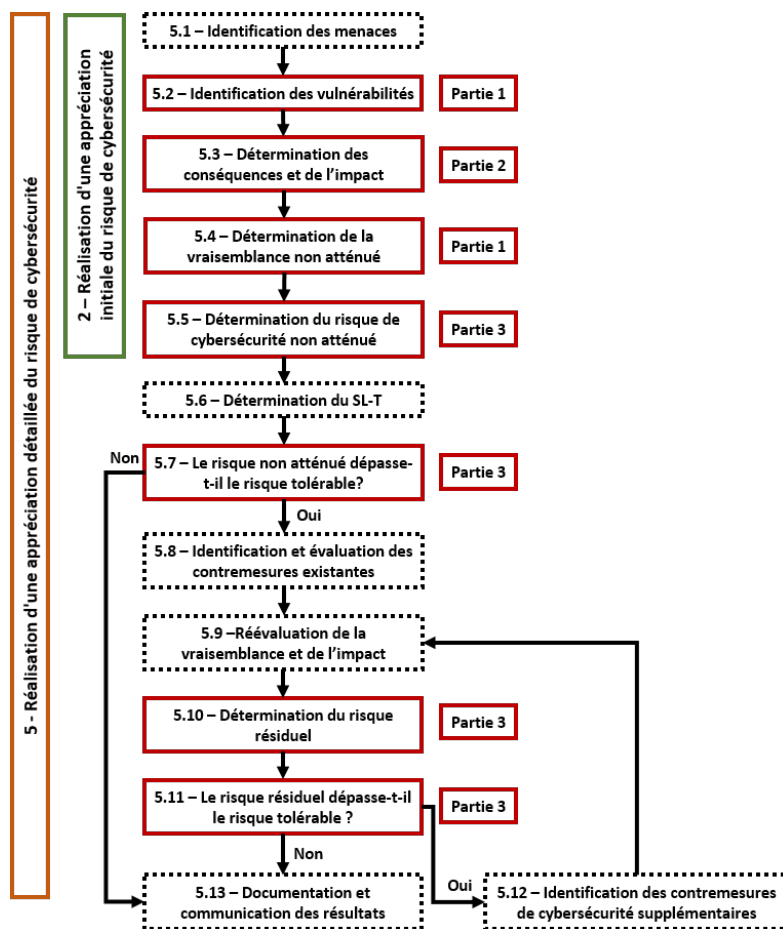 5 - Réalisation d'une appréciation détaillée du risque de cybersécurité
2 – Réalisation d'une appréciation
initiale du risque de cybersécurité
5.1 – Identification des menaces
5.2 – Identification des vulnérabilités
Partie 1
5.3 – Détermination des
conséquences et de l'impact
Partie 2
5.4 – Détermination de la
vraisemblance non atténué
Partie 1
5.5 – Détermination du risque de
cybersécurité non atténué
Partie 3
5.6 – Détermination du SL-T
Non
5.7 – Le risque non atténué dépasse-
t-il le risque tolérable?
Partie 3
Oui
5.8 – Identification et évaluation des
contremesures existantes
5.9 –Réévaluation de la
vraisemblance et de l'impact
5.10 – Détermination du risque
résiduel
Partie 3
5.11 – Le risque résiduel dépasse-t-il
le risque tolérable ?
Partie 3
Non
5.13 – Documentation et
communication des résultats
Oui
5.12 – Identification des contremesures
de cybersécurité supplémentaires